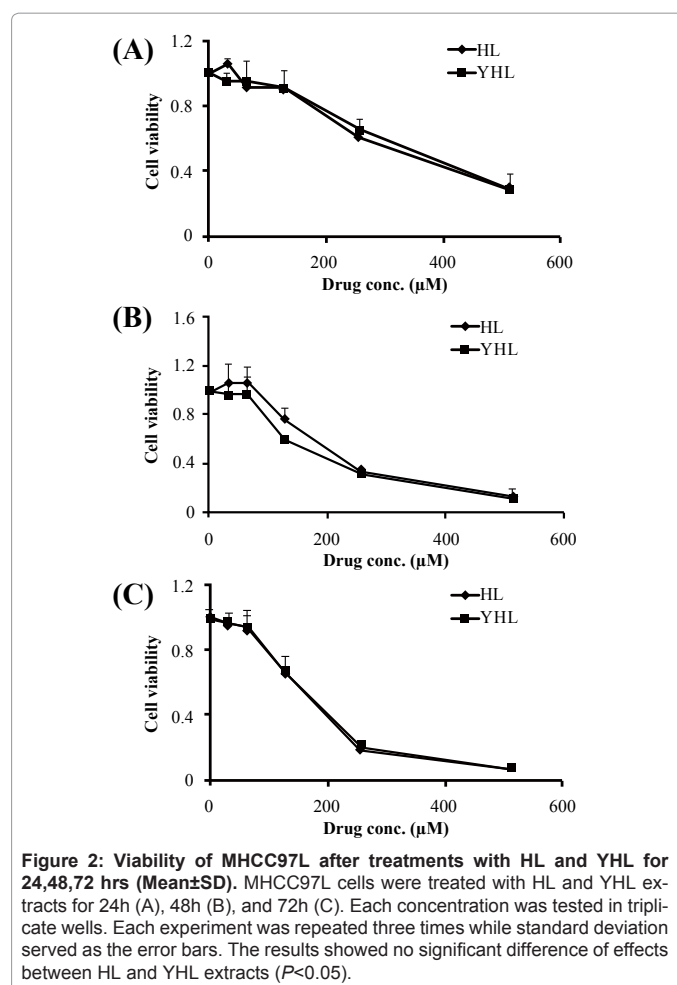 (A)
1.2
0.8
0.4
0
Cell viability
HL
YHL
0 200 400 600
Drug conc. (µM)
(B)
1.6
1.2
0.8
0.4
0
Cell viability
HL
YHL
0 200 400 600
Drug conc. (µM)
(C)
1.2
0.8
0.4
0
Cell viability
HL
YHL
0 200 400 600
Drug conc. (µM)
Figure 2: Viability of MHCC97L after treatments with HL and YHL for
24,48,72 hrs (Mean±SD). MHCC97L cells were treated with HL and YHL ex-
tracts for 24h (A), 48h (B), and 72h (C). Each concentration was tested in tripli-
cate wells. Each experiment was repeated three times while standard deviation
served as the error bars. The results showed no significant difference of effects
between HL and YHL extracts (P<0.05).